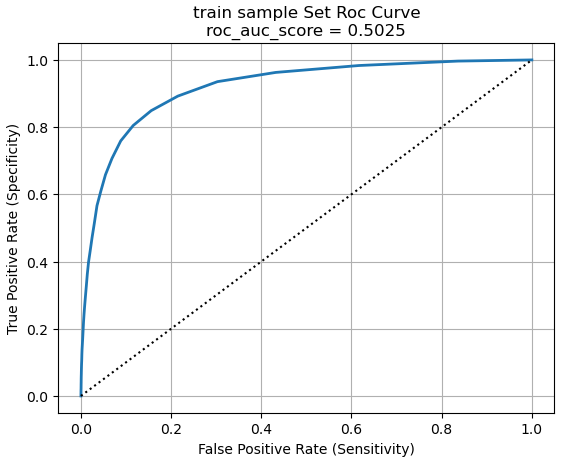 train sample Set Roc Curve
roc_auc_score = 0.5025
True Positive Rate (Specificity)
1.0
0.8
0.6
0.4
0.2
0.0
0.0 0.2 0.4 0.6 0.8 1.0
False Positive Rate (Sensitivity)